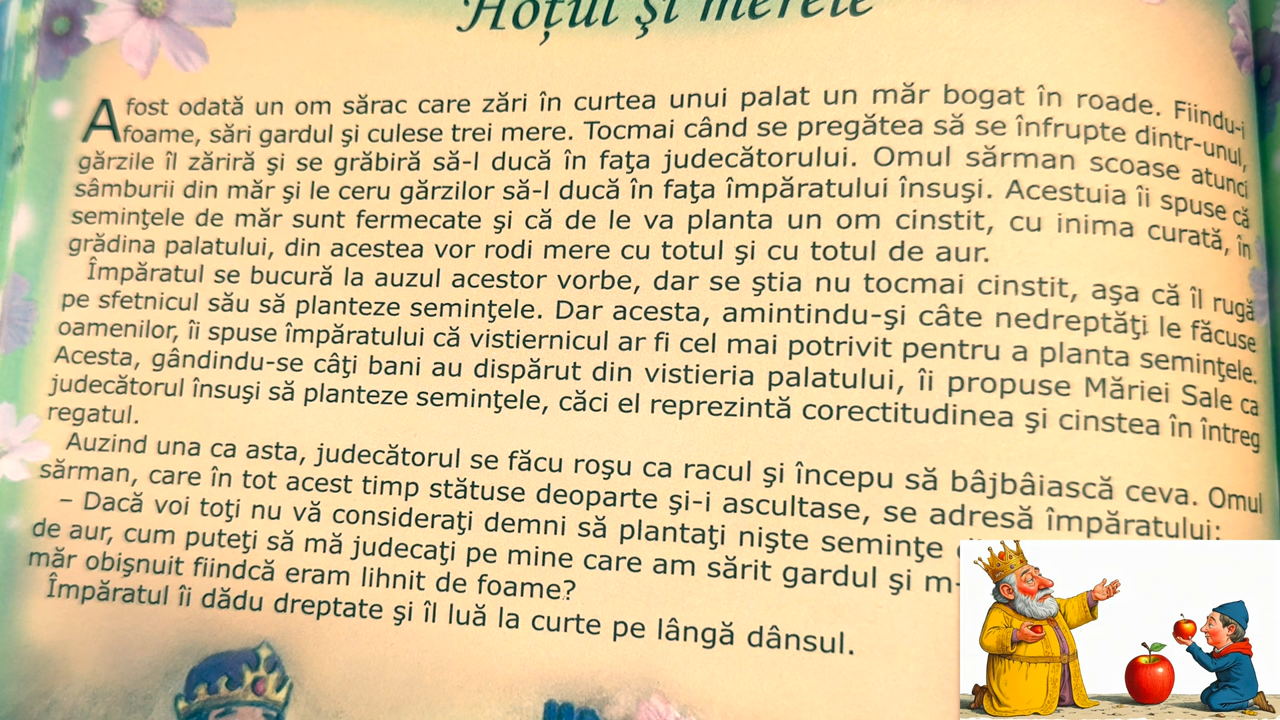 Hoțul şi merele
A fost odată un om sărac care zări în curtea unui palat un măr bogat în roade. Fiindu-i
foame, sări gardul şi culese trei mere. Tocmai când se pregătea să se înfrupte dintr-unul,
gărzile îl zăriră şi se grăbiră să-l ducă în faţa judecătorului. Omul sărman scoase atunci
sâmburii din măr şi le ceru gărzilor să-l ducă în faţa împăratului însuşi. Acestuia îi spuse că
seminţele de măr sunt fermecate şi că de le va planta un om cinstit, cu inima curată, în
grădina palatului, din acestea vor rodi mere cu totul şi cu totul de aur.
Împăratul se bucură la auzul acestor vorbe, dar se ştia nu tocmai cinstit, aşa că îl rugă
pe sfetnicul său să planteze seminţele. Dar acesta, amintindu-şi câte nedreptăţi le făcuse
oamenilor, îi spuse împăratului că vistiernicul ar fi cel mai potrivit pentru a planta seminţele.
Acesta, gândindu-se câţi bani au dispărut din vistieria palatului, îi propuse Măriei Sale ca
judecătorul însuşi să planteze seminţele, căci el reprezintă corectitudinea şi cinstea în întreg
regatul.
Auzind una ca asta, judecătorul se făcu roşu ca racul şi începu să bâjbâiască ceva. Omul
sărman, care în tot acest timp stătuse deoparte şi-i ascultase, se adresă împăratului:
– Dacă voi toţi nu vă consideraţi demni să plantaţi nişte seminţe
de aur, cum puteţi să mă judecaţi pe mine care am sărit gardul şi m-
măr obişnuit fiindcă eram lihnit de foame?
Împăratul îi dădu dreptate şi îl luă la curte pe lângă dânsul.